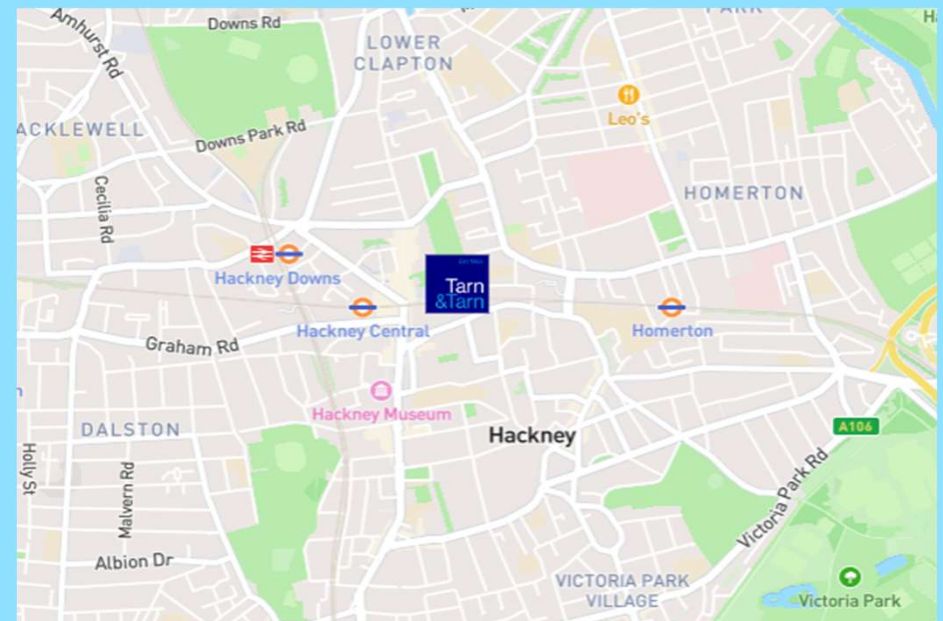 Amhurst Rd
Downs Rd
LOWER
CLAPTON
Leo's
ACKLEWELL
Downs Park Rd
Cecilia Rd
HOMERTON
Hackney Downs
Tarn
&Tarn
Hackney Central
Homerton
Graham Rd
Hackney Museum
DALSTON
Hackney
A106
Holly St
Malvern Rd
Victoria Park Rd
Albion Dr
VICTORIA PARK
VILLAGE
Victoria Park